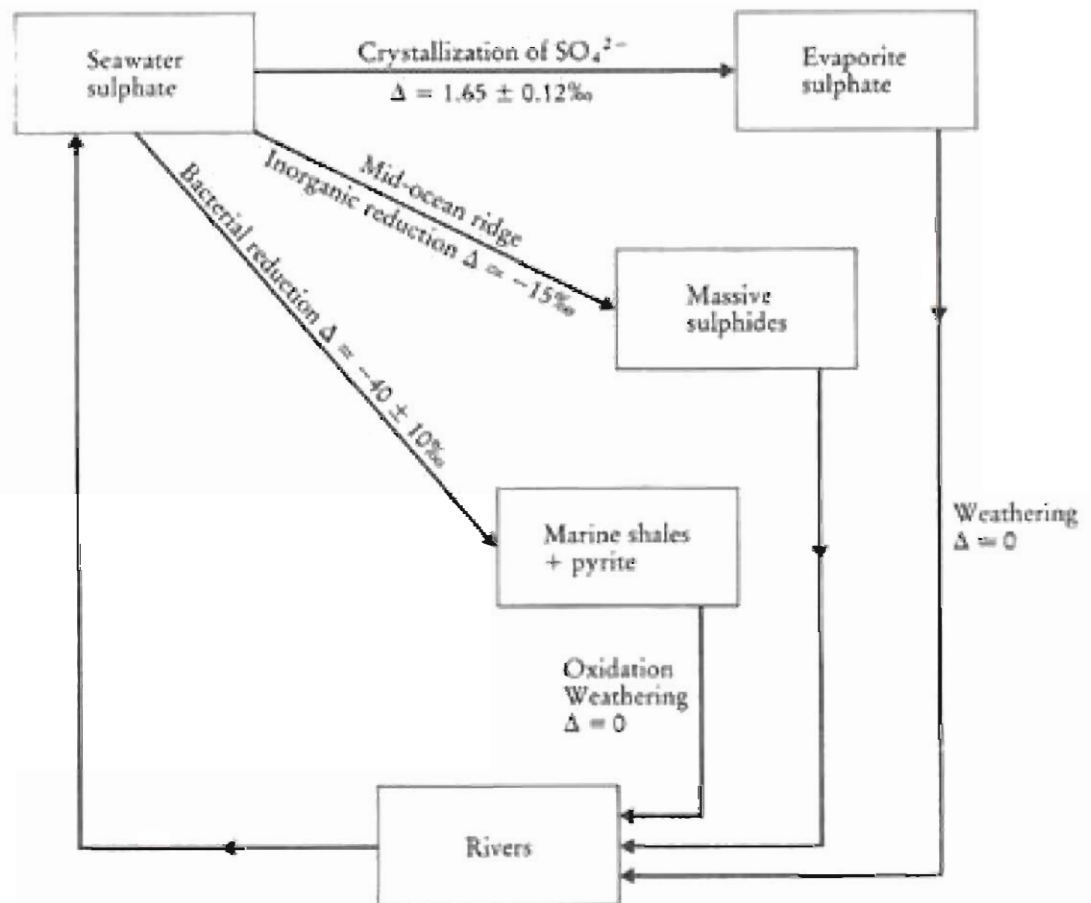 Seawater
sulphate
Crystallization of SO₄²⁻
Δ = 1.65 ± 0.12‰
Evaporite
sulphate
Mid-ocean ridge
Inorganic reduction Δ = −15‰
Bacterial reduction Δ = −40 ± 10‰
Massive
sulphides
Marine shales
+ pyrite
Weathering
Δ = 0
Oxidation
Weathering
Δ = 0
Rivers